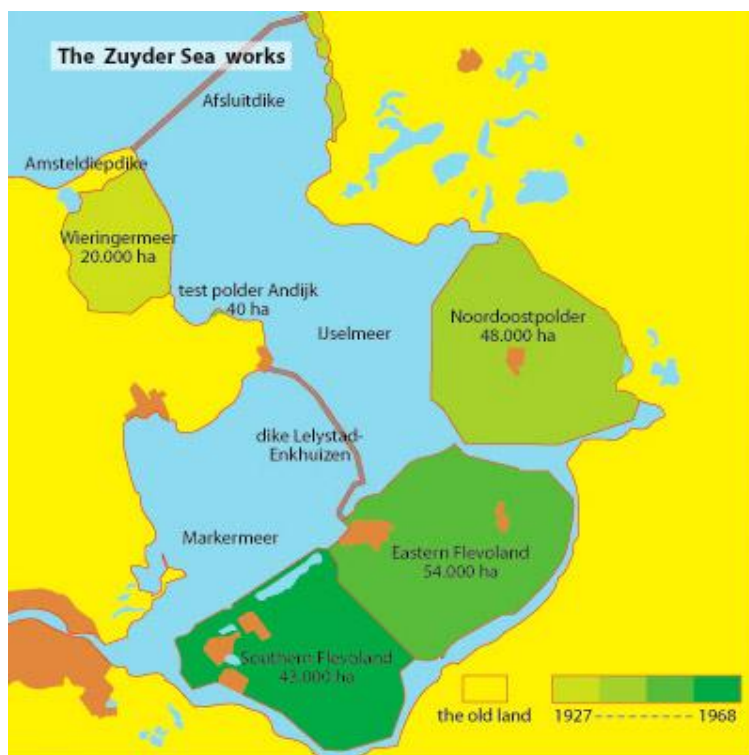 The Zuyder Sea works
Afsluitdike
Amsteldiepdike
Wieringermeer
20.000 ha
test polder Andijk
40 ha
IJselmeer
Noordoostpolder
48.000 ha
dike Lelystad-
Enkhuizen
Markermeer
Eastern Flevoland
54.000 ha
Southern Flevoland
43.000 ha
the old land
1927 - - - - - - - 1968